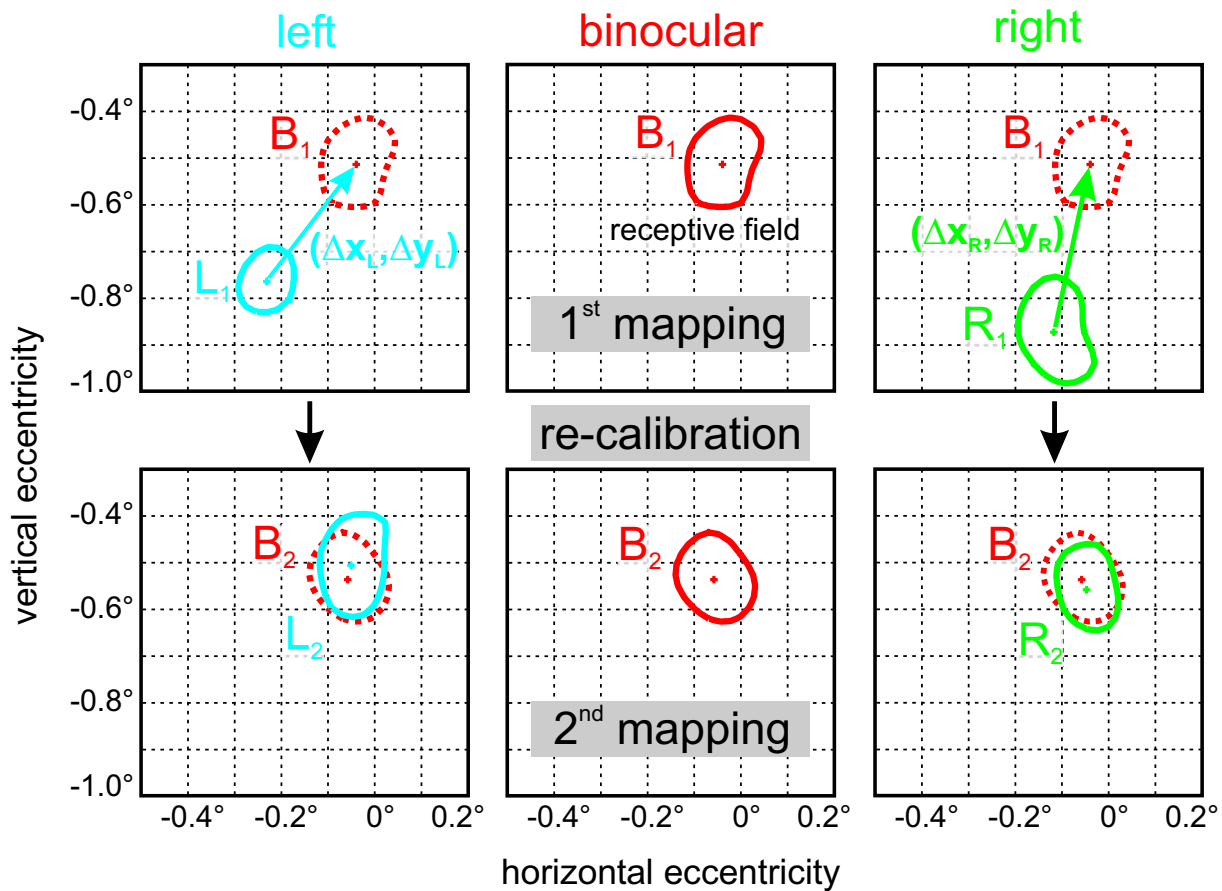 left
binocular
right
-0.4°
-0.6°
-0.8°
-1.0°
B₁
(Δx_L,Δy_L)
L₁
B₁
receptive field
1st mapping
B₁
(Δx_R,Δy_R)
R₁
re-calibration
vertical eccentricity
-0.4°
-0.6°
-0.8°
-1.0°
B₂
L₂
B₂
2nd mapping
B₂
R₂
-0.4° -0.2° 0° 0.2°
-0.4° -0.2° 0° 0.2°
-0.4° -0.2° 0° 0.2°
horizontal eccentricity